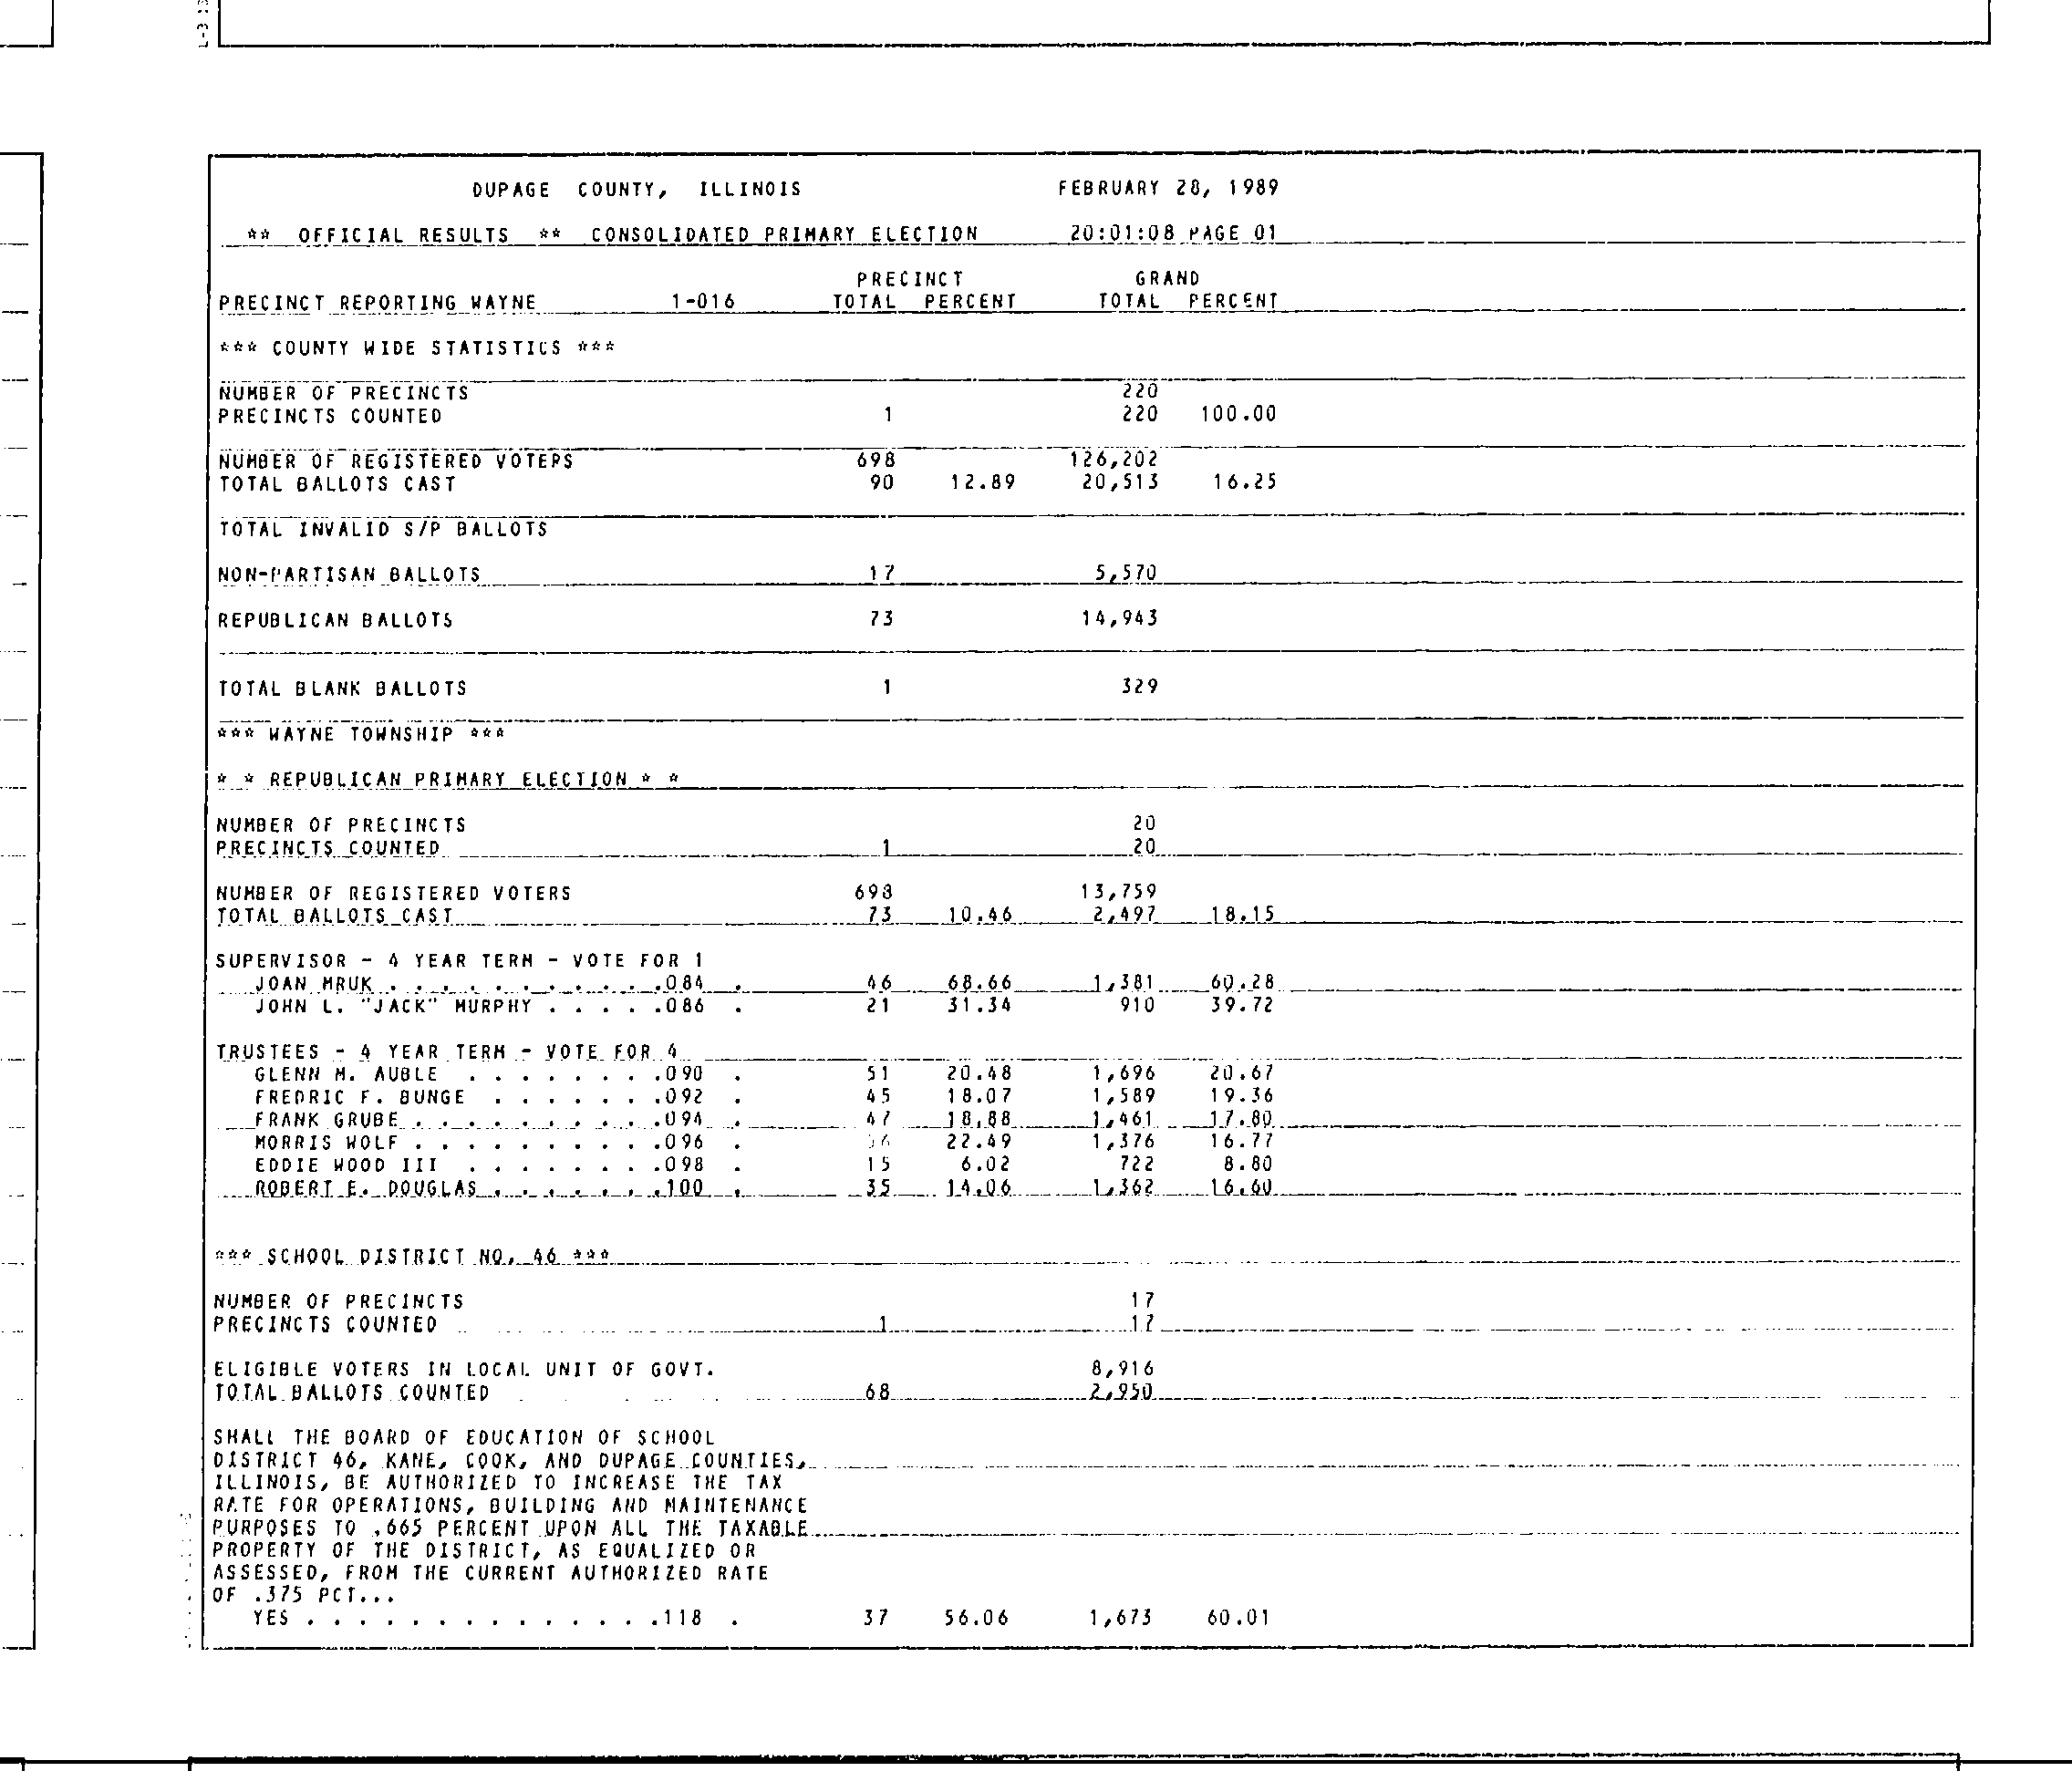 DUPAGE COUNTY, ILLINOIS FEBRUARY 28, 1989
** OFFICIAL RESULTS ** CONSOLIDATED PRIMARY ELECTION 20:01:08 PAGE 01
PRECINCT GRAND
PRECINCT REPORTING WAYNE 1-016 TOTAL PERCENT TOTAL PERCENT
*** COUNTY WIDE STATISTICS ***
NUMBER OF PRECINCTS 220
PRECINCTS COUNTED 1 220 100.00
NUMBER OF REGISTERED VOTERS 698 126,202
TOTAL BALLOTS CAST 90 12.89 20,513 16.25
TOTAL INVALID S/P BALLOTS
NON-PARTISAN BALLOTS 17 5,570
REPUBLICAN BALLOTS 73 14,943
TOTAL BLANK BALLOTS 1 329
*** WAYNE TOWNSHIP ***
* * REPUBLICAN PRIMARY ELECTION * *
NUMBER OF PRECINCTS 20
PRECINCTS COUNTED 1 20
NUMBER OF REGISTERED VOTERS 698 13,759
TOTAL BALLOTS CAST 73 10.46 2,497 18.15
SUPERVISOR - 4 YEAR TERM - VOTE FOR 1
JOAN MRUK . . . . . . . . . . .084 . 46 68.66 1,381 60.28
JOHN L. "JACK" MURPHY . . . . .086 . 21 31.34 910 39.72
TRUSTEES - 4 YEAR TERM - VOTE FOR 4
GLENN M. AUBLE . . . . . . . .090 . 51 20.48 1,696 20.67
FREDRIC F. BUNGE . . . . . . .092 . 45 18.07 1,589 19.36
FRANK GRUBE . . . . . . . . . .094 . 47 18.88 1,461 17.80
MORRIS WOLF . . . . . . . . . .096 . 22.49 1,376 16.77
EDDIE WOOD III . . . . . . . .098 . 15 6.02 722 8.80
ROBERT E. DOUGLAS . . . . . . .100 . 35 14.06 1,362 16.60
*** SCHOOL DISTRICT NO. 46 ***
NUMBER OF PRECINCTS 17
PRECINCTS COUNTED 1 17
ELIGIBLE VOTERS IN LOCAL UNIT OF GOVT. 8,916
TOTAL BALLOTS COUNTED 68 2,950
SHALL THE BOARD OF EDUCATION OF SCHOOL
DISTRICT 46, KANE, COOK, AND DUPAGE COUNTIES,
ILLINOIS, BE AUTHORIZED TO INCREASE THE TAX
RATE FOR OPERATIONS, BUILDING AND MAINTENANCE
PURPOSES TO .665 PERCENT UPON ALL THE TAXABLE
PROPERTY OF THE DISTRICT, AS EQUALIZED OR
ASSESSED, FROM THE CURRENT AUTHORIZED RATE
OF .375 PCT...
YES . . . . . . . . . . . . . .118 . 37 56.06 1,673 60.01